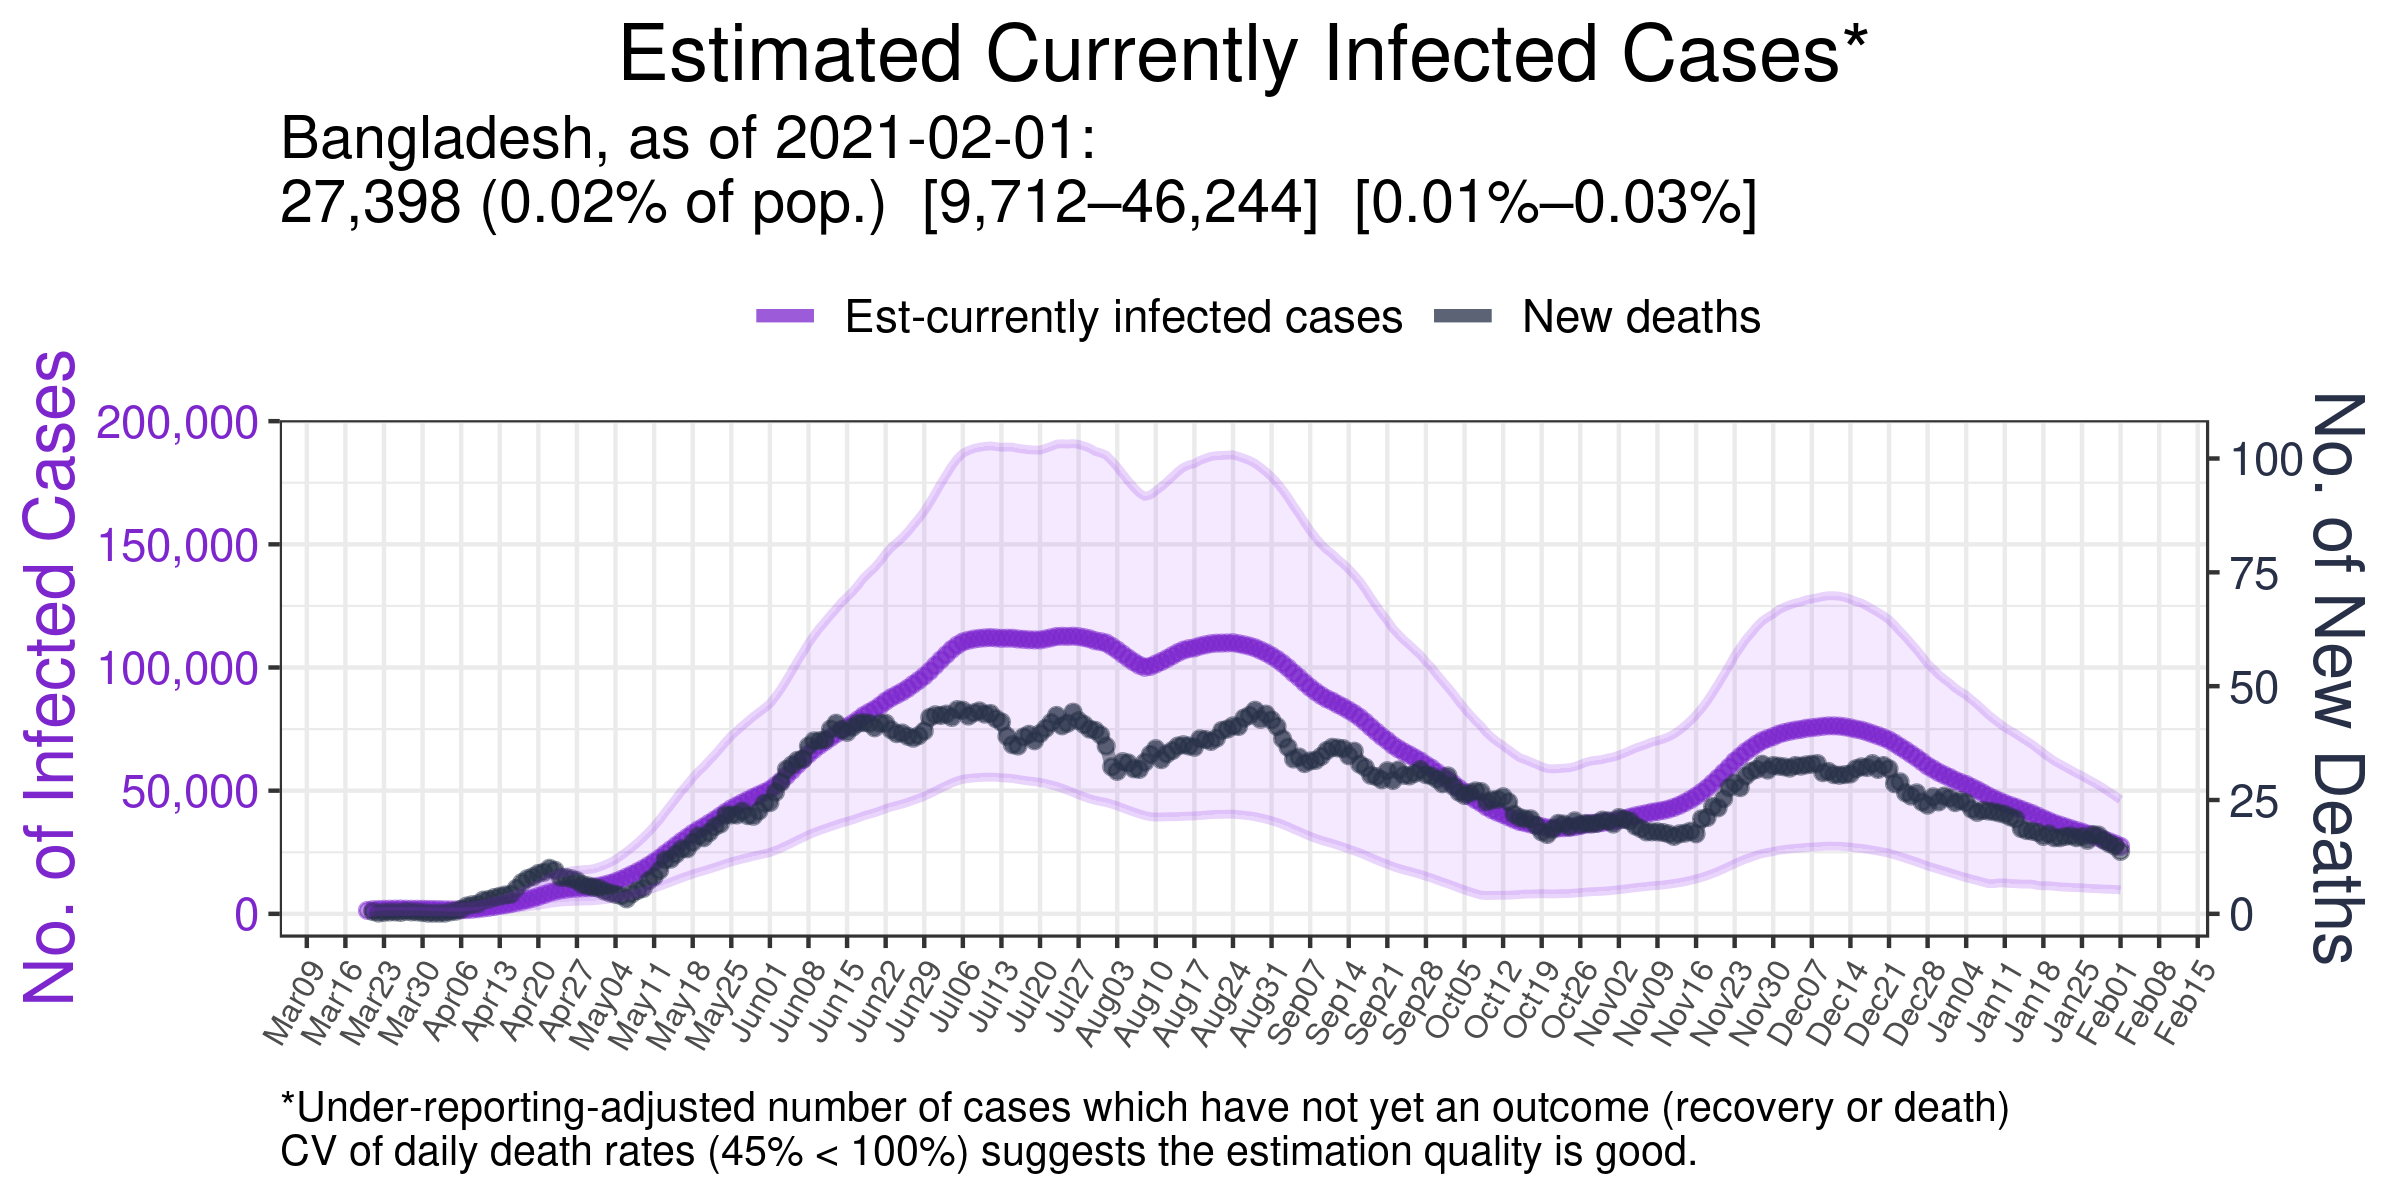 Estimated Currently Infected Cases*
Bangladesh, as of 2021-02-01:
27,398 (0.02% of pop.) [9,712–46,244] [0.01%–0.03%]
Est-currently infected cases
New deaths
No. of Infected Cases
200,000
150,000
100,000
50,000
0
100
75
50
25
0
No. of New Deaths
Mar09
Mar16
Mar23
Mar30
Apr06
Apr13
Apr20
Apr27
May04
May11
May18
May25
Jun01
Jun08
Jun15
Jun22
Jun29
Jul06
Jul13
Jul20
Jul27
Aug03
Aug10
Aug17
Aug24
Aug31
Sep07
Sep14
Sep21
Sep28
Oct05
Oct12
Oct19
Oct26
Nov02
Nov09
Nov16
Nov23
Nov30
Dec07
Dec14
Dec21
Dec28
Jan04
Jan11
Jan18
Jan25
Feb01
Feb08
Feb15
*Under-reporting-adjusted number of cases which have not yet an outcome (recovery or death)
CV of daily death rates (45% < 100%) suggests the estimation quality is good.